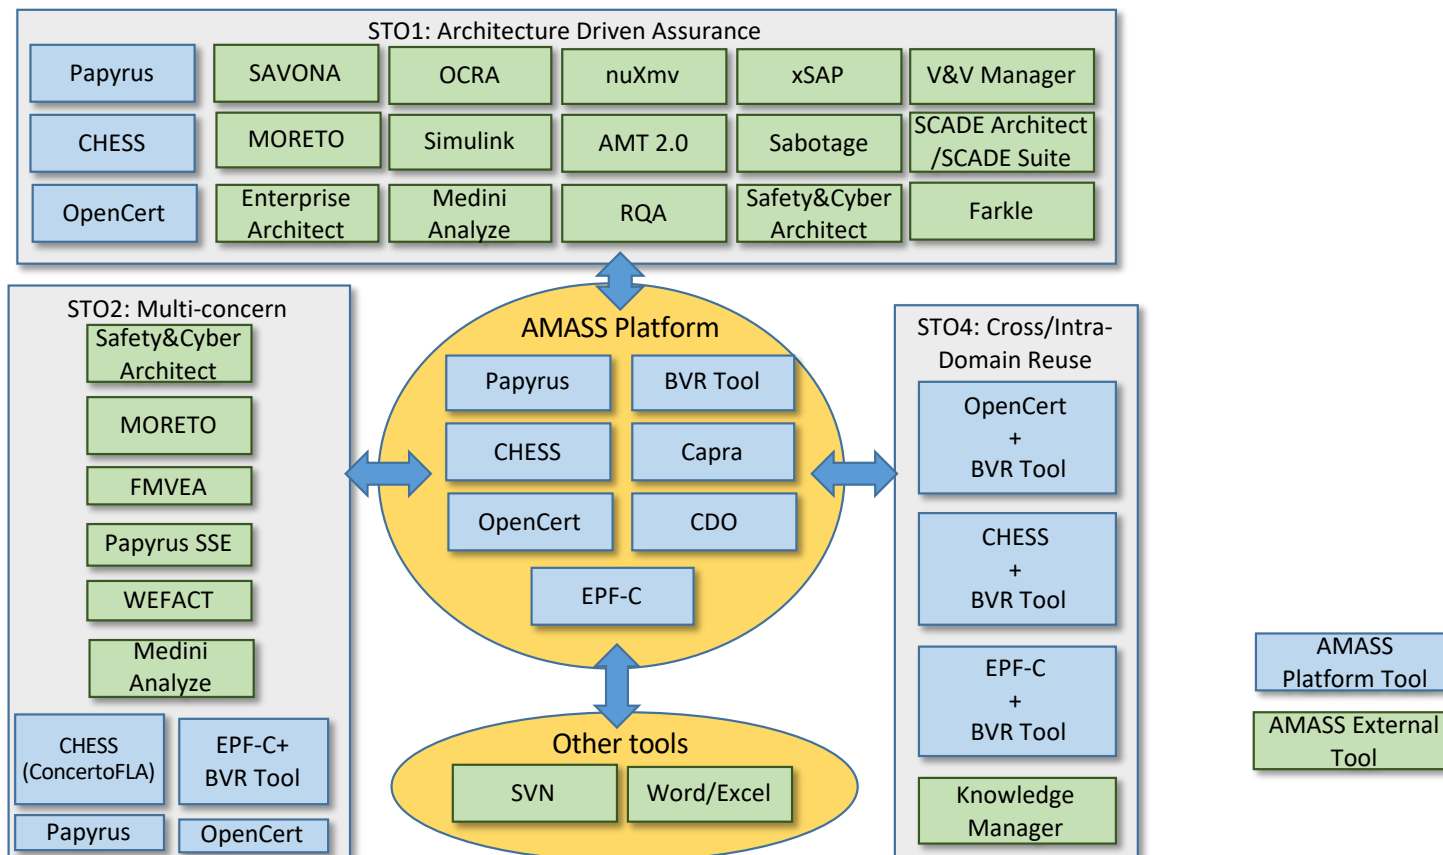 STO1: Architecture Driven Assurance
Papyrus
SAVONA
OCRA
nuXmv
xSAP
V&V Manager
CHESS
MORETO
Simulink
AMT 2.0
Sabotage
SCADE Architect
/SCADE Suite
OpenCert
Enterprise
Architect
Medini
Analyze
RQA
Safety&Cyber
Architect
Farkle
STO2: Multi-concern
Safety&Cyber
Architect
MORETO
FMVEA
Papyrus SSE
WEFACT
Medini
Analyze
CHESS
(ConcertoFLA)
EPF-C+
BVR Tool
Papyrus
OpenCert
AMASS Platform
Papyrus
BVR Tool
CHESS
Capra
OpenCert
CDO
EPF-C
Other tools
SVN
Word/Excel
STO4: Cross/Intra-
Domain Reuse
OpenCert
+
BVR Tool
CHESS
+
BVR Tool
EPF-C
+
BVR Tool
Knowledge
Manager
AMASS
Platform Tool
AMASS External
Tool